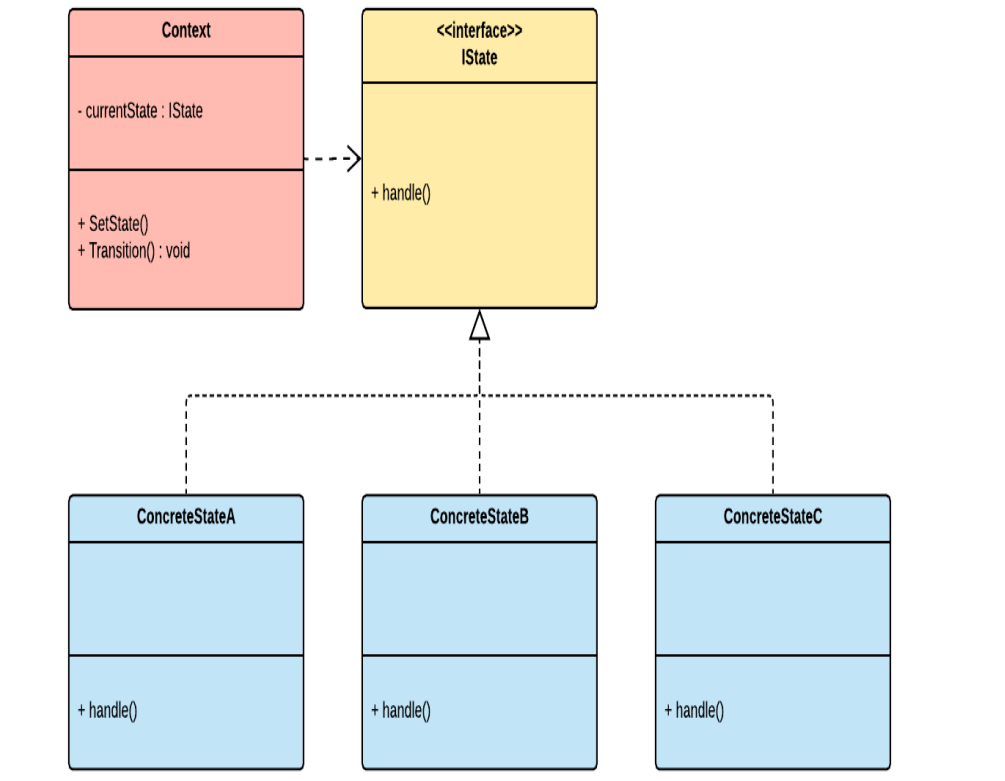 Context
- currentState : IState
+ SetState()
+ Transition() : void
<<interface>>
IState
+ handle()
ConcreteStateA
+ handle()
ConcreteStateB
+ handle()
ConcreteStateC
+ handle()